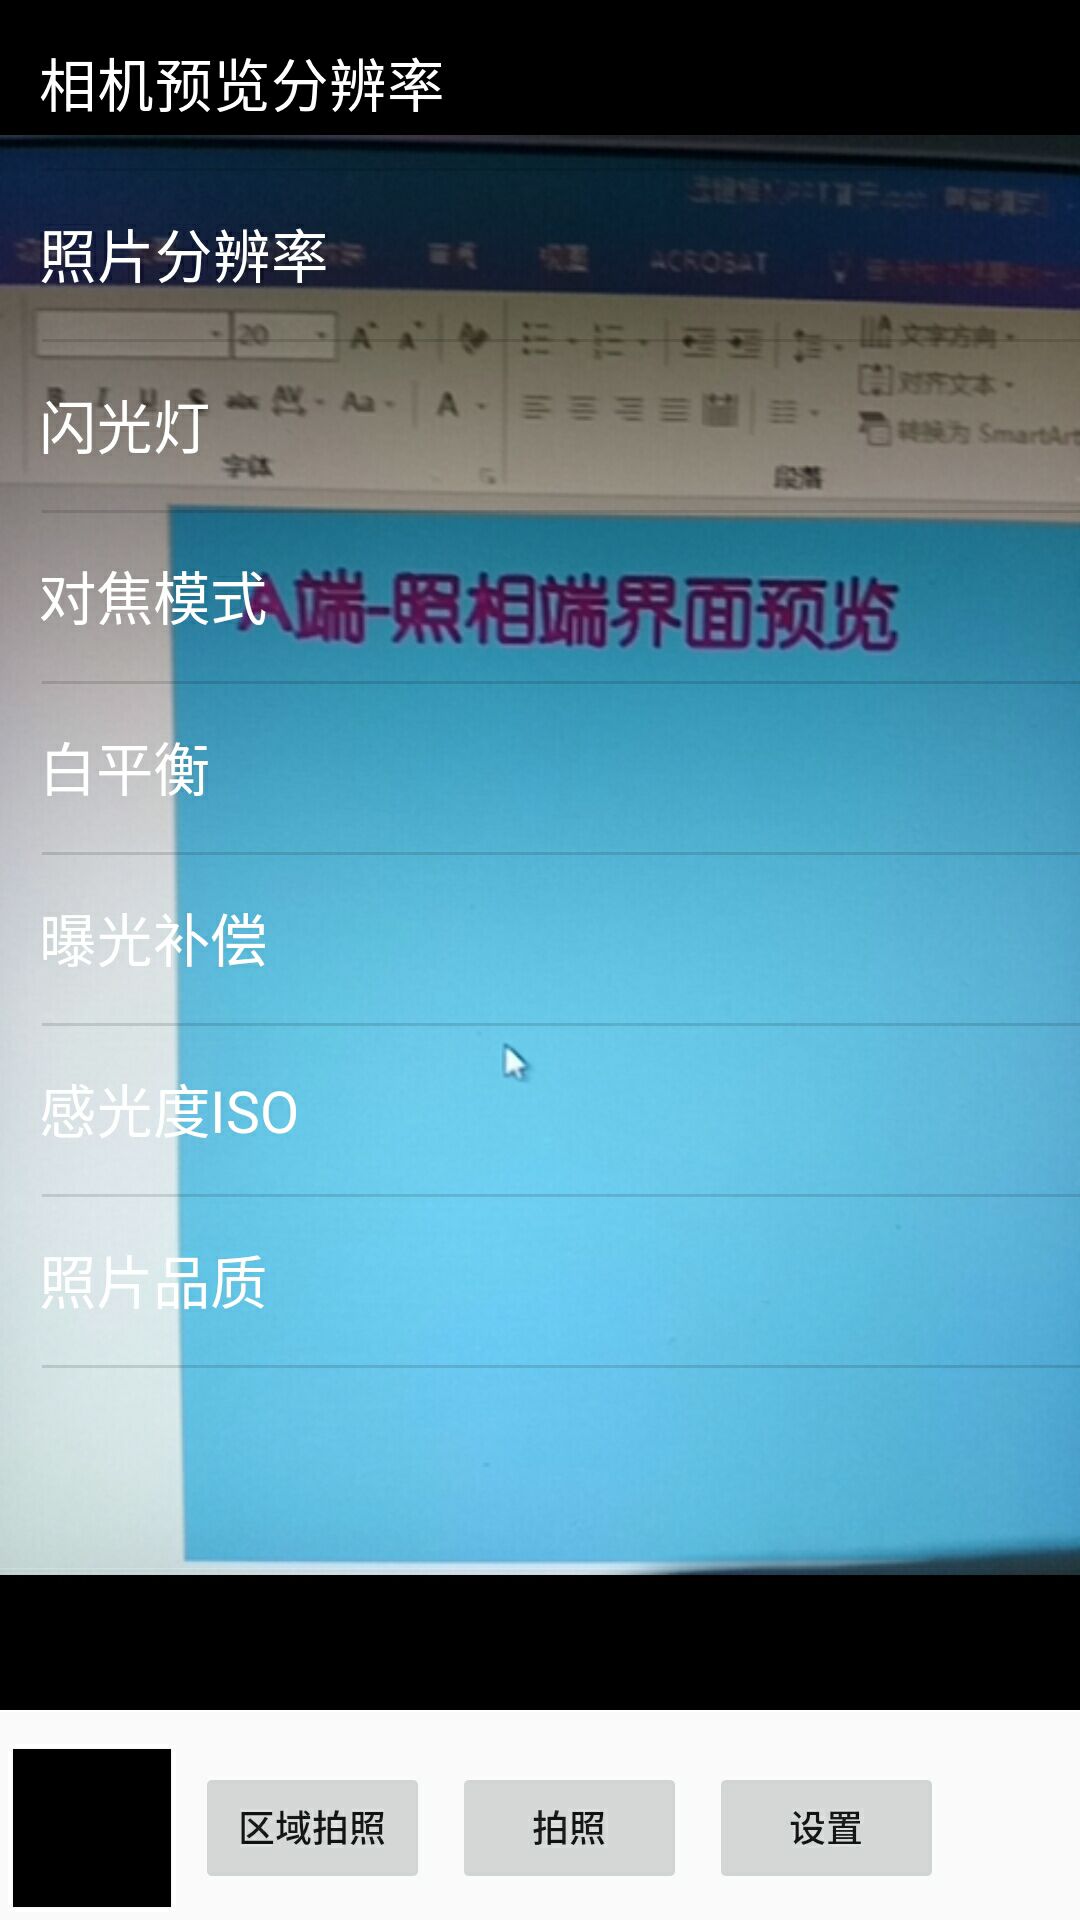 相机预览分辨率
照片分辨率
ACROBAT
20
文字方向
闪光灯
Aa
A
对齐文本
转换为 SmartArt
字体
段落
对焦模式
A端-照相端界面预览
白平衡
曝光补偿
感光度ISO
照片品质
区域拍照
拍照
设置